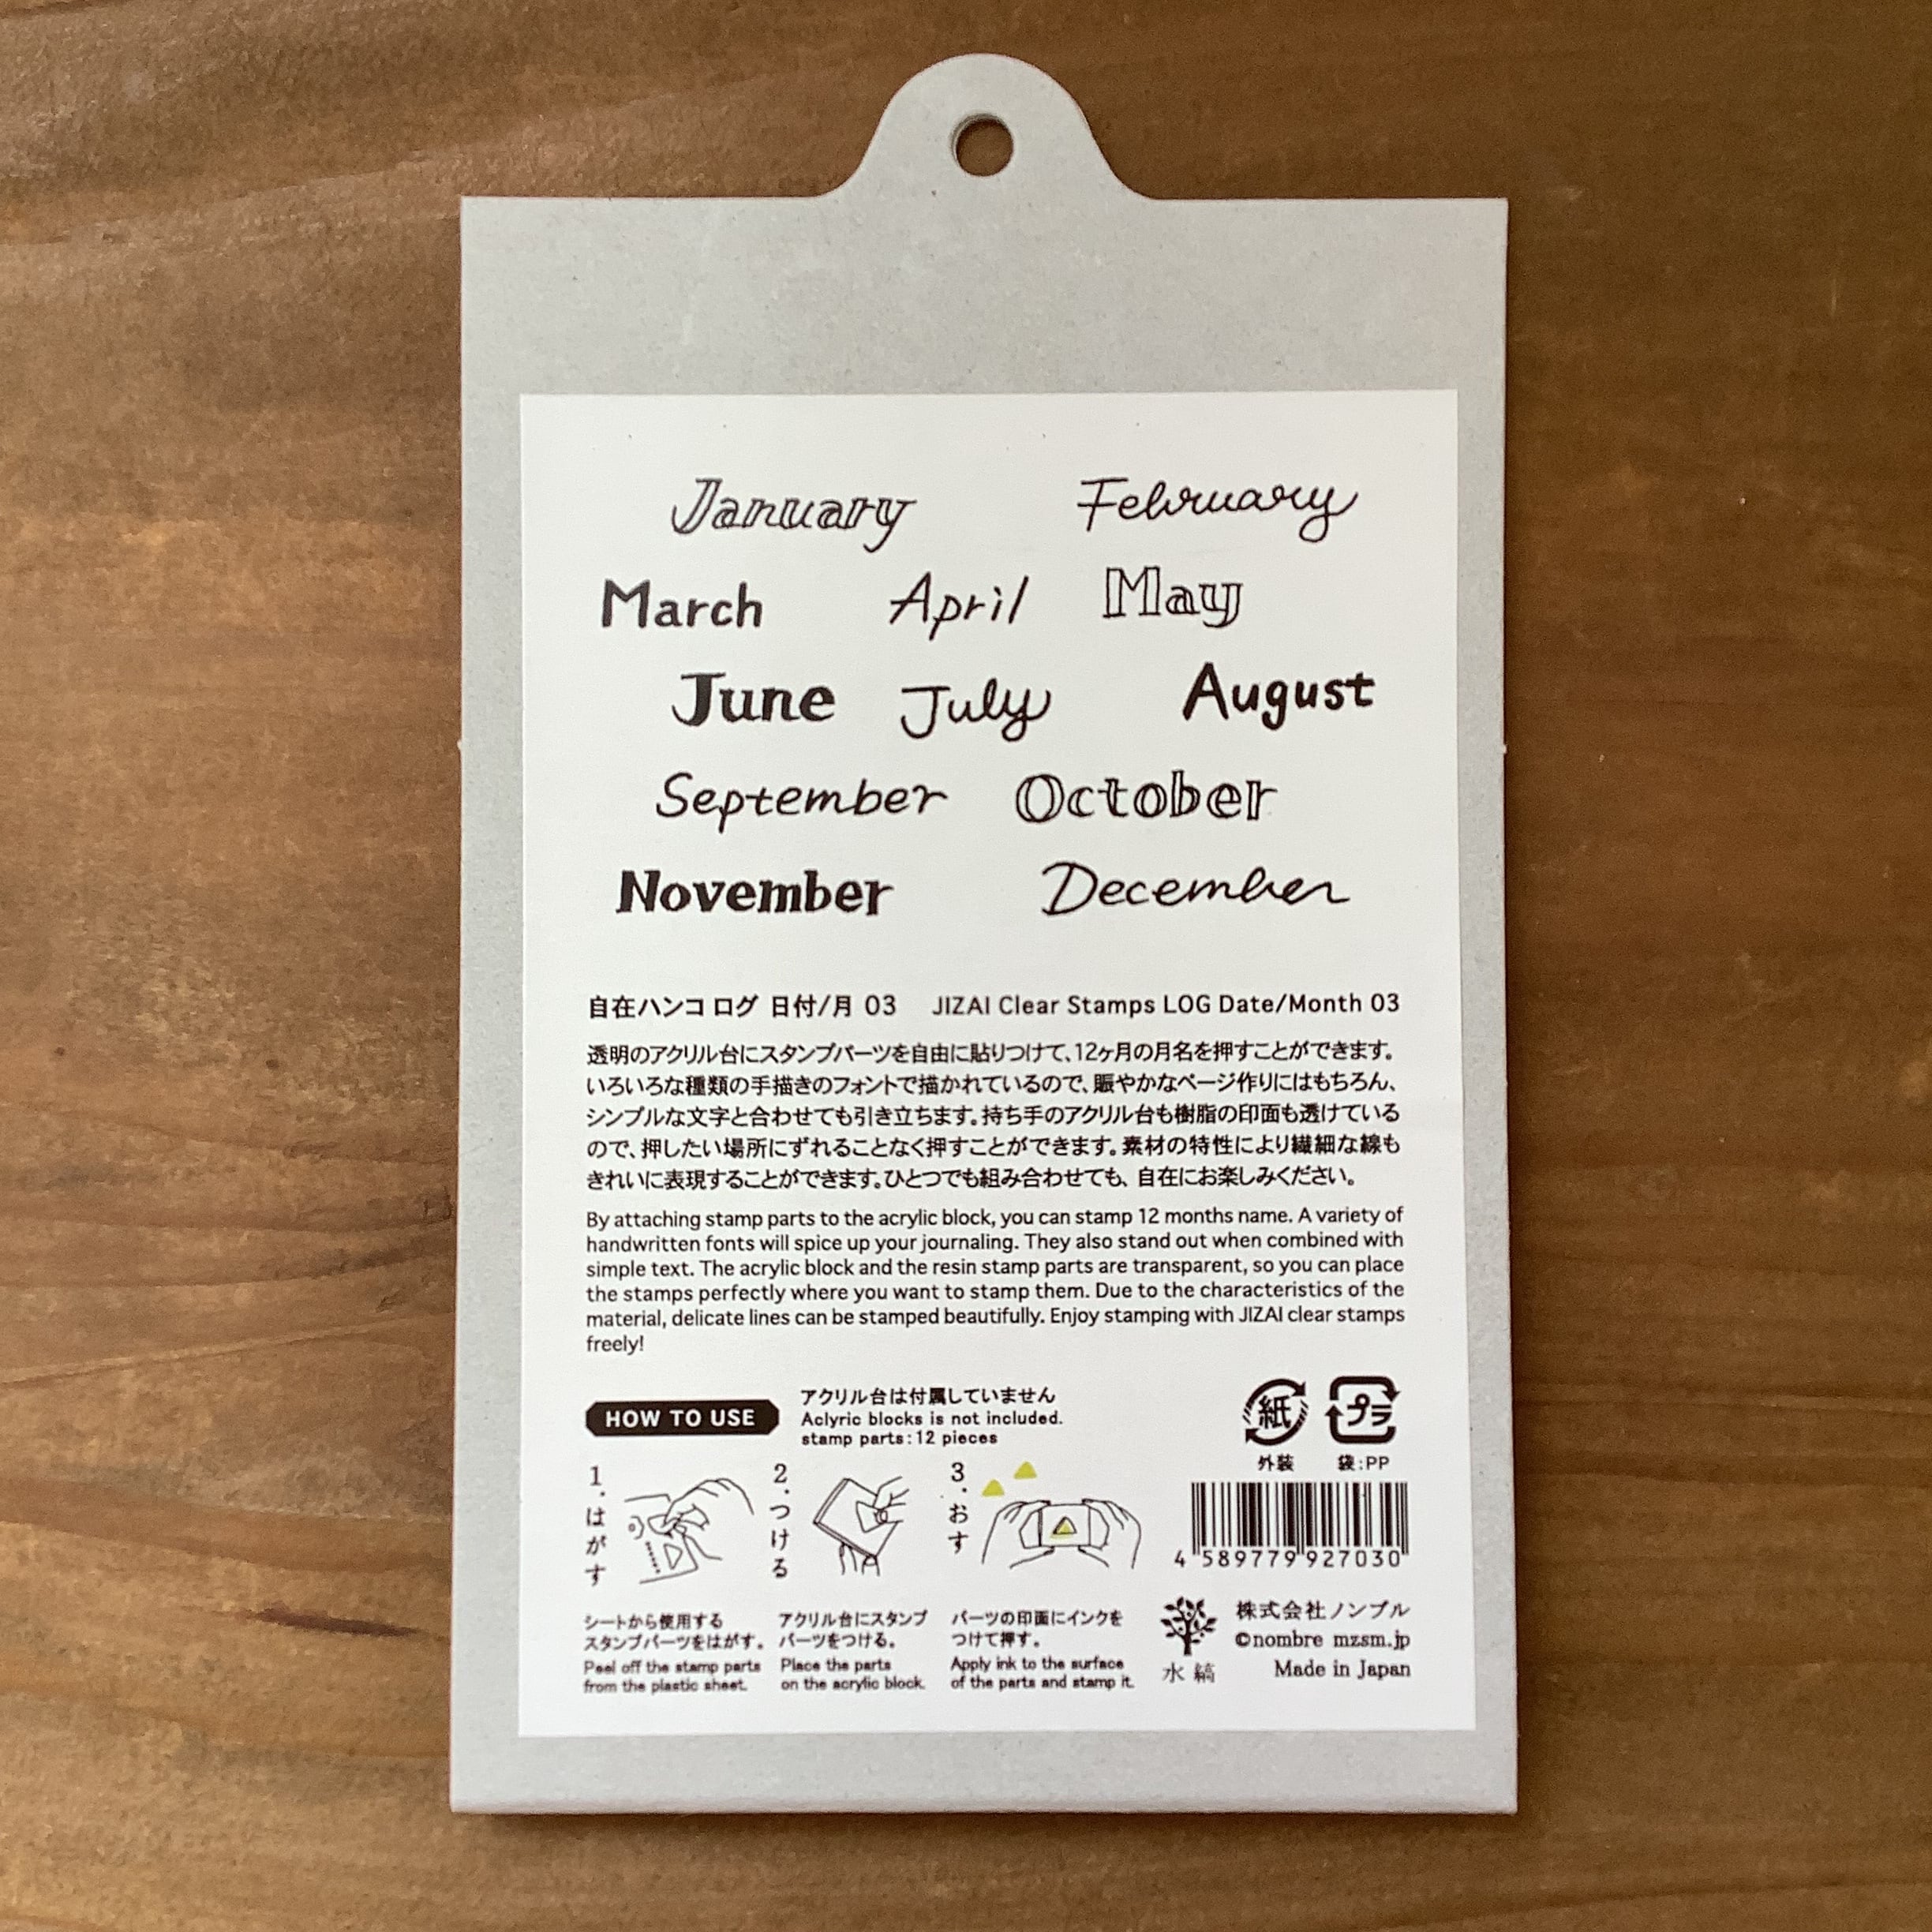 January February
March April May
June July August
September October
November December
自在ハンコ ログ 日付/月 03 JIZAI Clear Stamps LOG Date/Month 03
透明のアクリル台にスタンプパーツを自由に貼りつけて、12ヶ月の月名を押すことができます。
いろいろな種類の手描きのフォントで描かれているので、賑やかなページ作りにはもちろん、
シンプルな文字と合わせても引き立ちます。持ち手のアクリル台も樹脂の印面も透けている
ので、押したい場所にずれることなく押すことができます。素材の特性により繊細な線も
きれいに表現することができます。ひとつでも組み合わせても、自在にお楽しみください。
By attaching stamp parts to the acrylic block, you can stamp 12 months name. A variety of
handwritten fonts will spice up your journaling. They also stand out when combined with
simple text. The acrylic block and the resin stamp parts are transparent, so you can place
the stamps perfectly where you want to stamp them. Due to the characteristics of the
material, delicate lines can be stamped beautifully. Enjoy stamping with JIZAI clear stamps
freely!
HOW TO USE
アクリル台は付属していません
Aclyric blocks is not included.
stamp parts:12 pieces
紙 プラ
外装 袋:PP
1.はがす
2.つける
3.おす
4 589779 927030
シートから使用する
スタンプパーツをはがす。
Peel off the stamp parts
from the plastic sheet.
アクリル台にスタンプ
パーツをつける。
Place the parts
on the acrylic block.
パーツの印面にインクを
つけて押す。
Apply ink to the surface
of the parts and stamp it.
水縞
株式会社ノンブル
©nombre mzsm.jp
Made in Japan